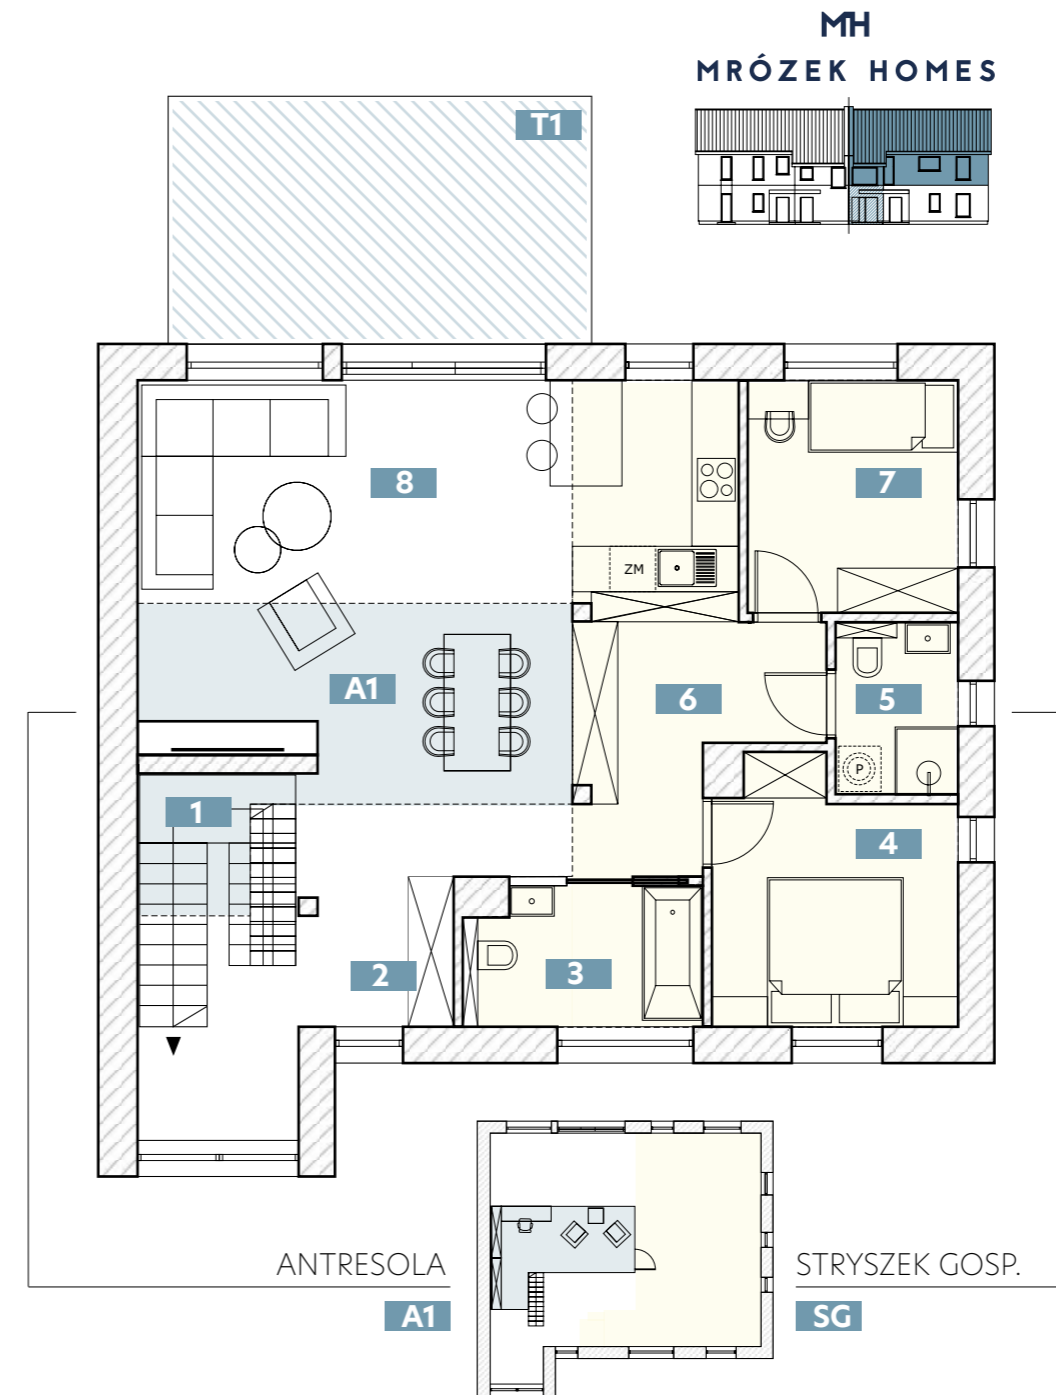 MH
MRÓZEK HOMES
T1
8
7
ZM
A1
6
5
P
1
4
2
3
ANTRESOLA
A1
STRYSZEK GOSP.
SG